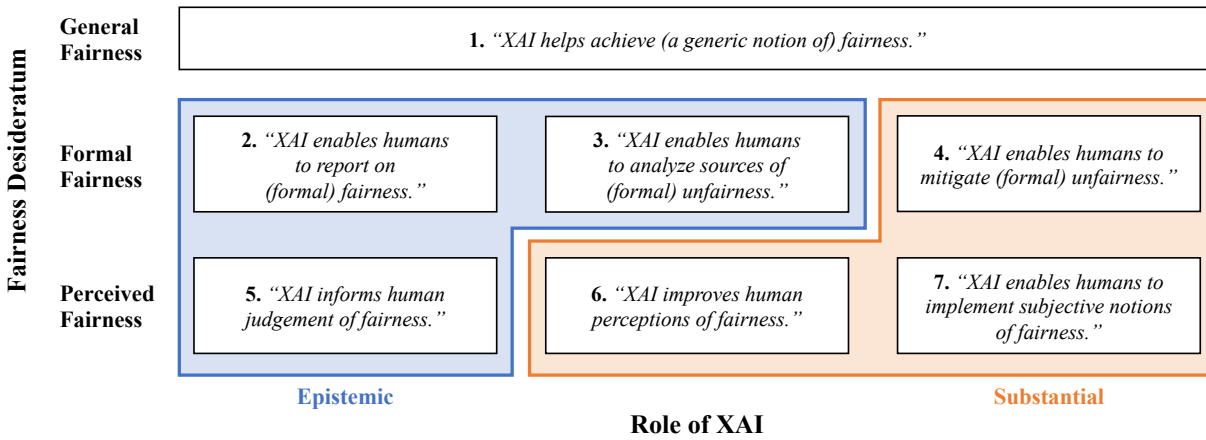 Fairness Desideratum
General
Fairness
1. “XAI helps achieve (a generic notion of) fairness.”
Formal
Fairness
2. “XAI enables humans
to report on
(formal) fairness.”
3. “XAI enables humans
to analyze sources of
(formal) unfairness.”
4. “XAI enables humans to
mitigate (formal) unfairness.”
Perceived
Fairness
5. “XAI informs human
judgement of fairness.”
6. “XAI improves human
perceptions of fairness.”
7. “XAI enables humans to
implement subjective notions
of fairness.”
Epistemic
Substantial
Role of XAI